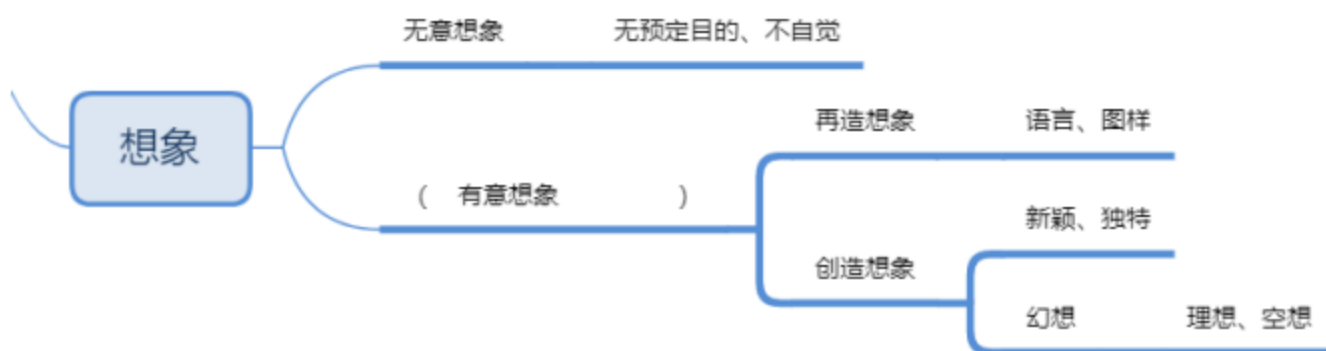 无意想象 无预定目的、不自觉
再造想象 语言、图样
想象
( 有意想象 )
新颖、独特
创造想象
幻想 理想、空想